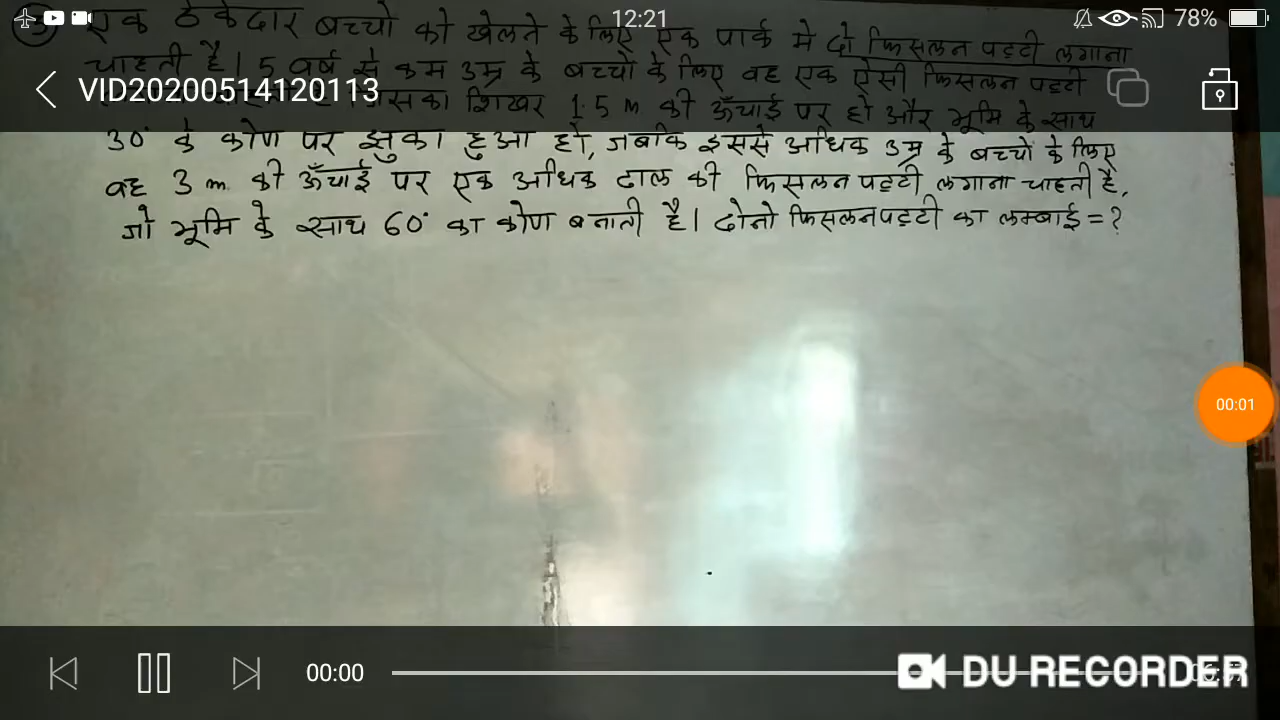 12:21
78%
③ एक ठेकेदार बच्चो को खेलने के लिए एक पार्क मे दो फिसलन पट्टी लगाना
चाहती है। 5 वर्ष से कम उम्र के बच्चो के लिए वह एक ऐसी फिसलन पट्टी
VID20200514120113
जिसका शिखर 1.5 m की ऊँचाई पर हो और भूमि के साथ
30° के कोण पर झुका हुआ हो, जबकि इससे अधिक उम्र के बच्चो के लिए
वह 3 m की ऊँचाई पर एक अधिक ढाल की फिसलन पट्टी लगाना चाहती है,
जो भूमि के साथ 60° का कोण बनाती है। दोनो फिसलनपट्टी का लम्बाई = ?
00:01
00:00
DU RECORDER